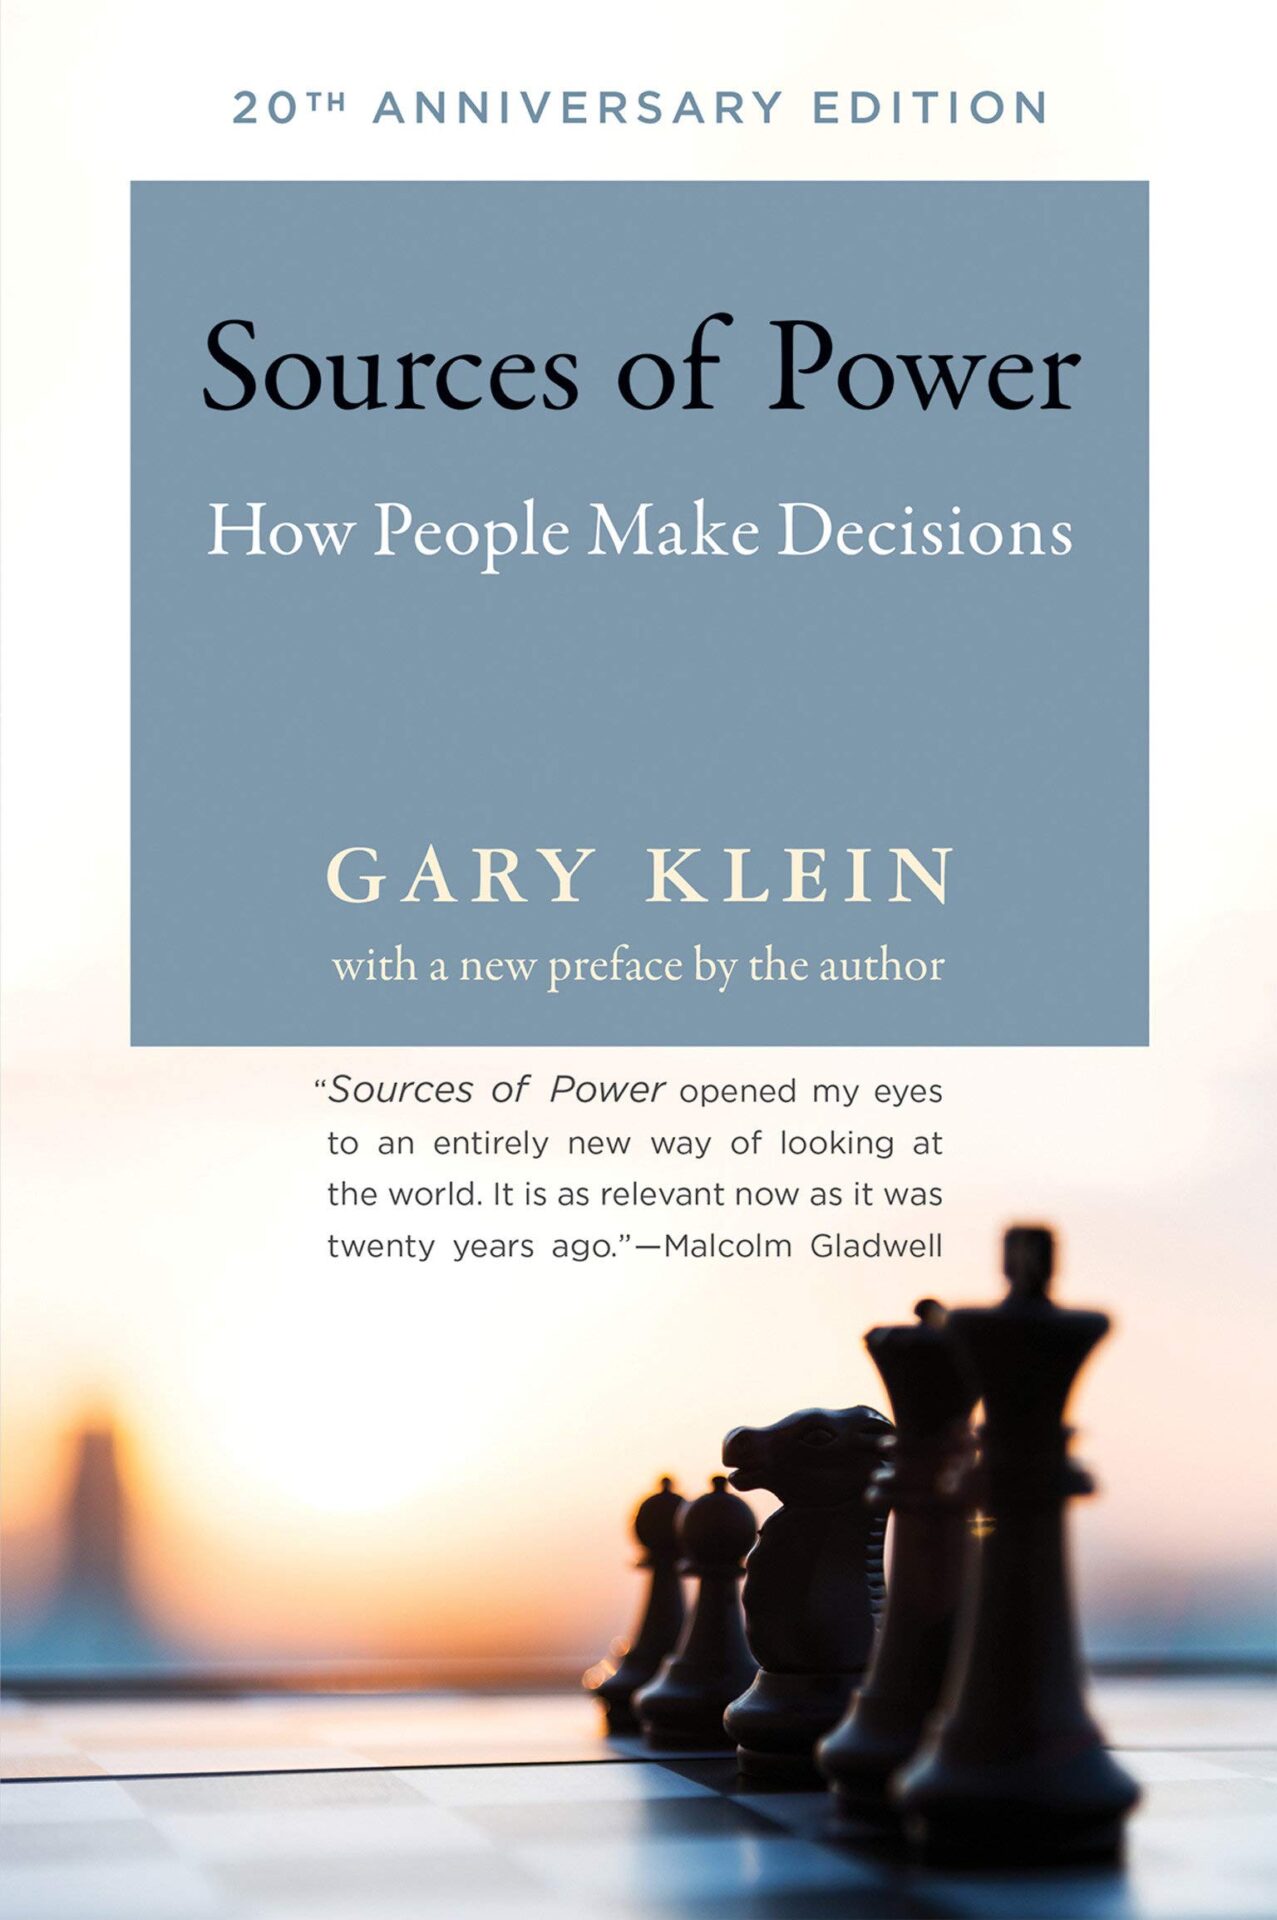 20TH ANNIVERSARY EDITION
Sources of Power
How People Make Decisions
GARY KLEIN
with a new preface by the author
“Sources of Power opened my eyes
to an entirely new way of looking at
the world. It is as relevant now as it was
twenty years ago.”—Malcolm Gladwell